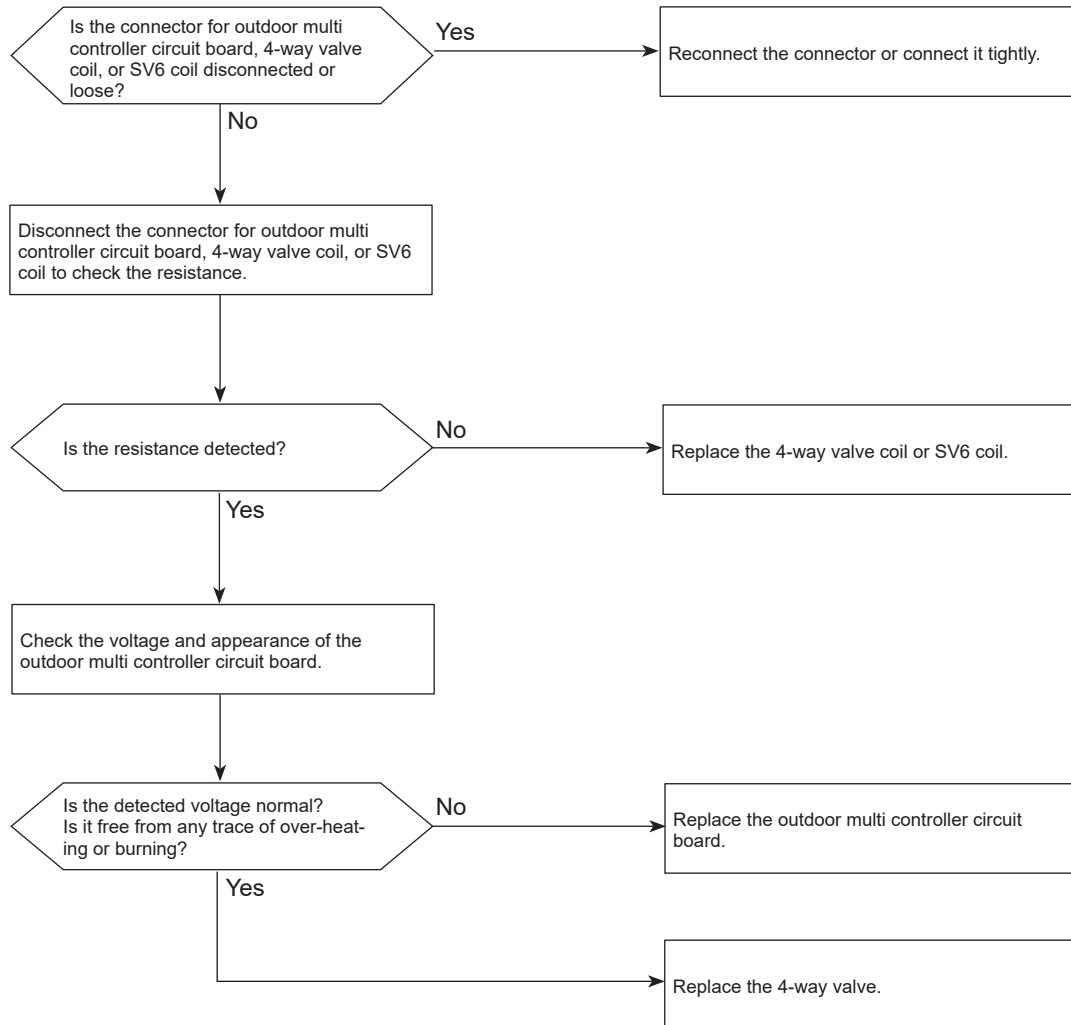 Is the connector for outdoor multi
controller circuit board, 4-way valve
coil, or SV6 coil disconnected or
loose?
Yes
Reconnect the connector or connect it tightly.
No
Disconnect the connector for outdoor multi
controller circuit board, 4-way valve coil, or SV6
coil to check the resistance.
Is the resistance detected?
No
Replace the 4-way valve coil or SV6 coil.
Yes
Check the voltage and appearance of the
outdoor multi controller circuit board.
Is the detected voltage normal?
Is it free from any trace of over-heat-
ing or burning?
No
Replace the outdoor multi controller circuit
board.
Yes
Replace the 4-way valve.